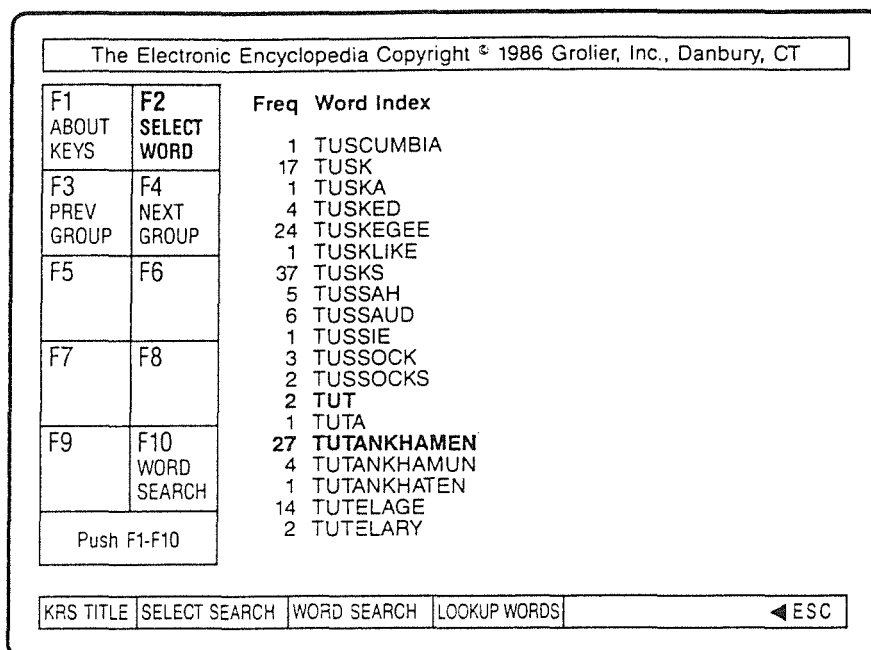 The Electronic Encyclopedia Copyright © 1986 Grolier, Inc., Danbury, CT
F1 ABOUT KEYS
F2 SELECT WORD
F3 PREV GROUP
F4 NEXT GROUP
F5
F6
F7
F8
F9
F10 WORD SEARCH
Push F1-F10
Freq Word Index
1 TUSCUMBIA
17 TUSK
1 TUSKA
4 TUSKED
24 TUSKEGEE
1 TUSKLIKE
37 TUSKS
5 TUSSAH
6 TUSSAUD
1 TUSSIE
3 TUSSOCK
2 TUSSOCKS
2 TUT
1 TUTA
27 TUTANKHAMEN
4 TUTANKHAMUN
1 TUTANKHATEN
14 TUTELAGE
2 TUTELARY
KRS TITLE SELECT SEARCH WORD SEARCH LOOKUP WORDS ◀ESC